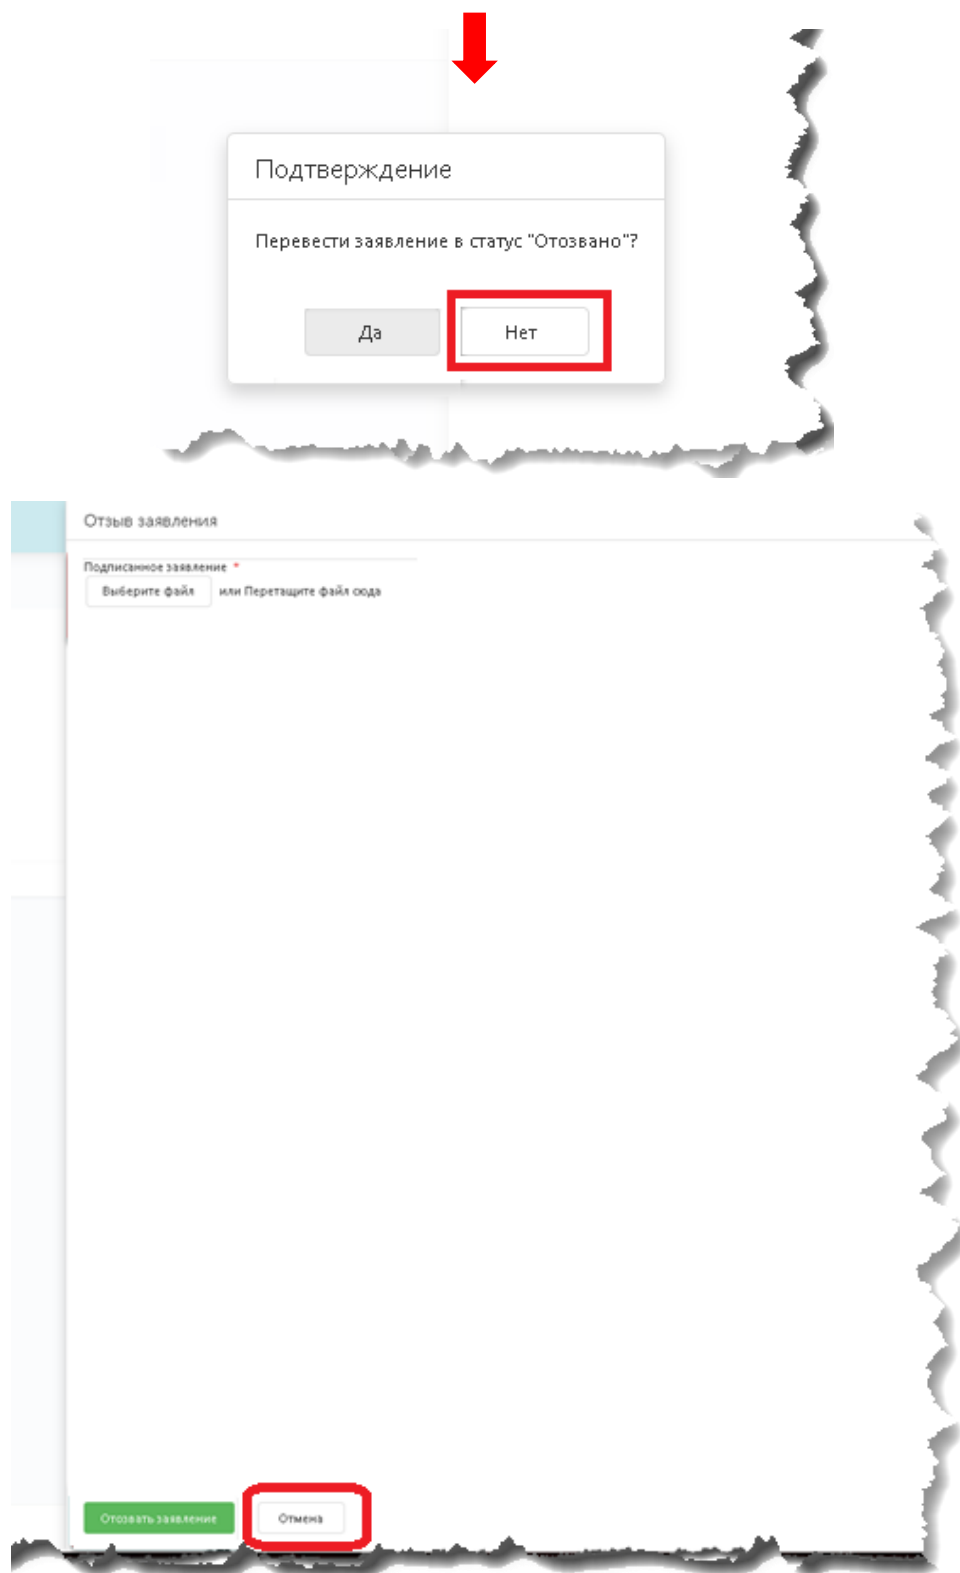 Подтверждение
Перевести заявление в статус "Отозвано"?
Да Нет
Отзыв заявления
Подписанное заявление *
Выберите файл или Перетащите файл сюда
Отозвать заявление Отмена